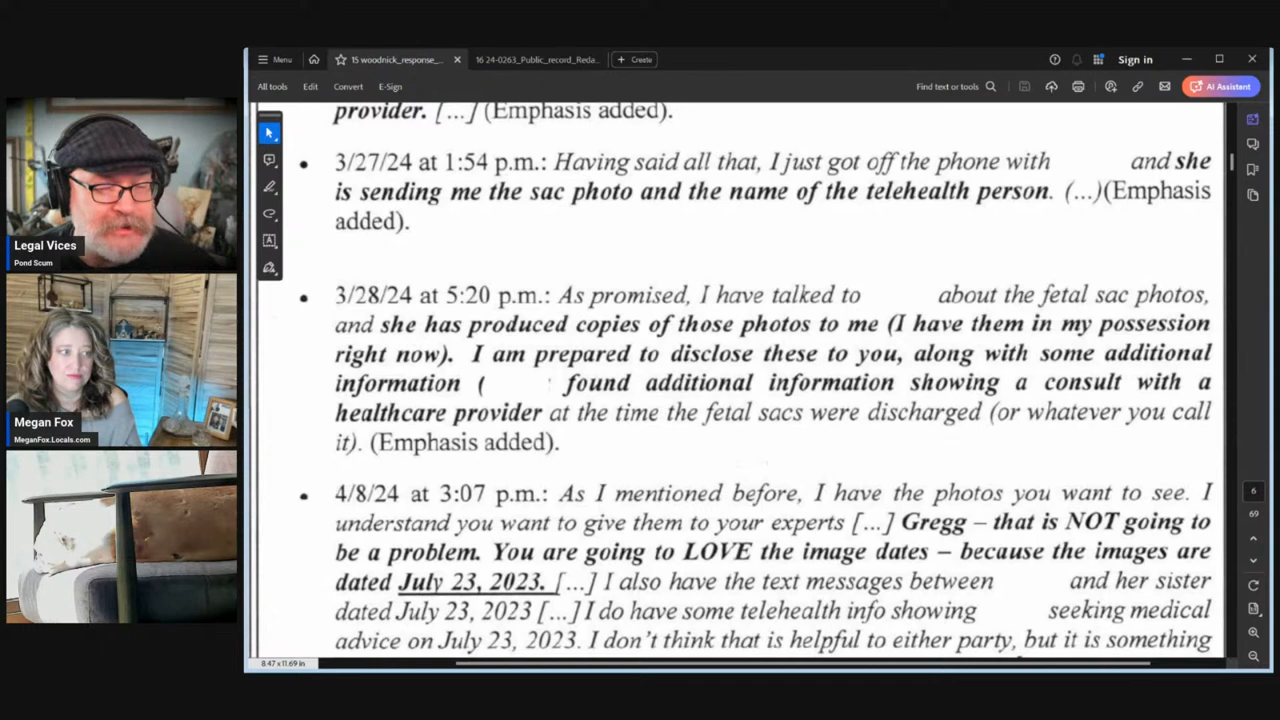 Menu
15 woodnick_response_...
16 24-0263_Public_record_Reda...
Create
Sign in
All tools
Edit
Convert
E-Sign
Find text or tools
AI Assistant
provider. [...] (Emphasis added).
• 3/27/24 at 1:54 p.m.: Having said all that, I just got off the phone with and she
is sending me the sac photo and the name of the telehealth person. (...)(Emphasis
added).
• 3/28/24 at 5:20 p.m.: As promised, I have talked to about the fetal sac photos,
and she has produced copies of those photos to me (I have them in my possession
right now). I am prepared to disclose these to you, along with some additional
information ( found additional information showing a consult with a
healthcare provider at the time the fetal sacs were discharged (or whatever you call
it). (Emphasis added).
• 4/8/24 at 3:07 p.m.: As I mentioned before, I have the photos you want to see. I
understand you want to give them to your experts [...] Gregg – that is NOT going to
be a problem. You are going to LOVE the image dates – because the images are
dated July 23, 2023. [...] I also have the text messages between and her sister
dated July 23, 2023 [...] I do have some telehealth info showing seeking medical
advice on July 23, 2023. I don't think that is helpful to either party, but it is something
6
69
8.47 x 11.69 in
Legal Vices
Pond Scum
Megan Fox
MeganFox.Locals.com